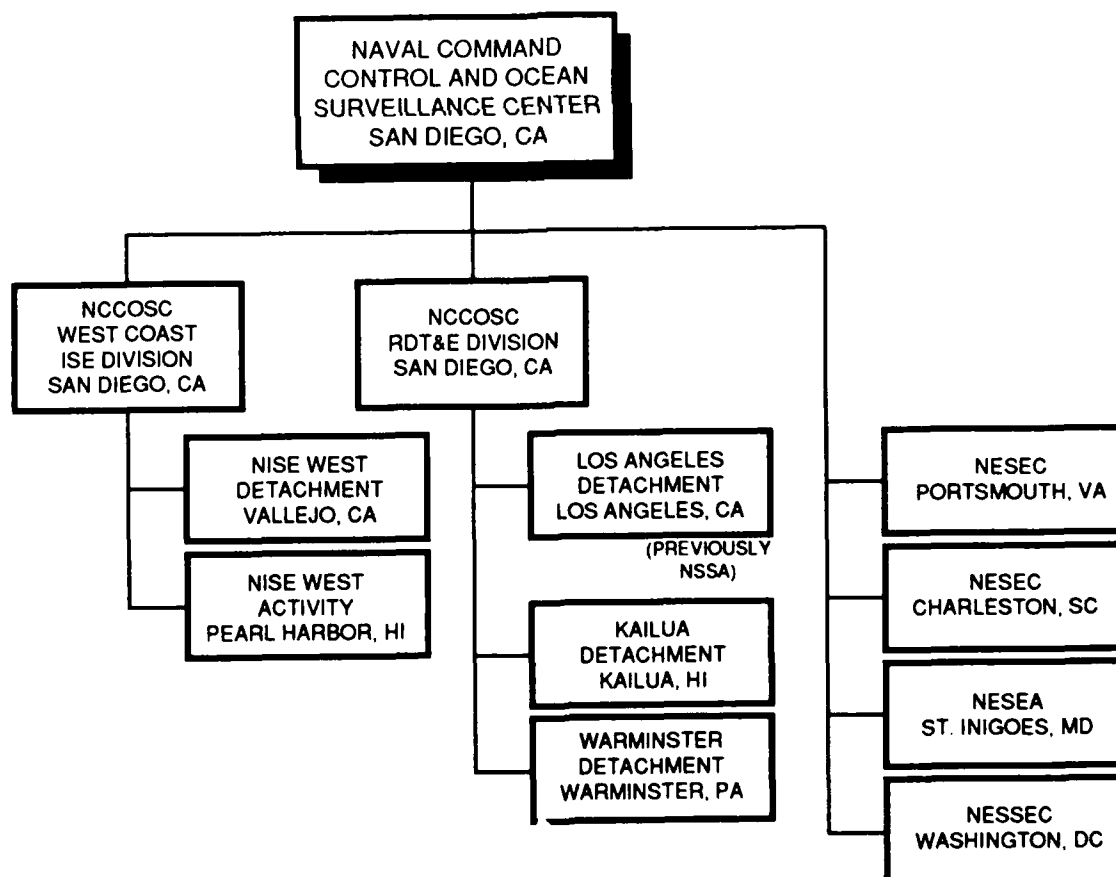 NAVAL COMMAND
CONTROL AND OCEAN
SURVEILLANCE CENTER
SAN DIEGO, CA
NCCOSC
WEST COAST
ISE DIVISION
SAN DIEGO, CA
NISE WEST
DETACHMENT
VALLEJO, CA
NISE WEST
ACTIVITY
PEARL HARBOR, HI
NCCOSC
RDT&E DIVISION
SAN DIEGO, CA
LOS ANGELES
DETACHMENT
LOS ANGELES, CA
(PREVIOUSLY
NSSA)
KAILUA
DETACHMENT
KAILUA, HI
WARMINSTER
DETACHMENT
WARMINSTER, PA
NESEC
PORTSMOUTH, VA
NESEC
CHARLESTON, SC
NESEA
ST. INIGOES, MD
NESSEC
WASHINGTON, DC